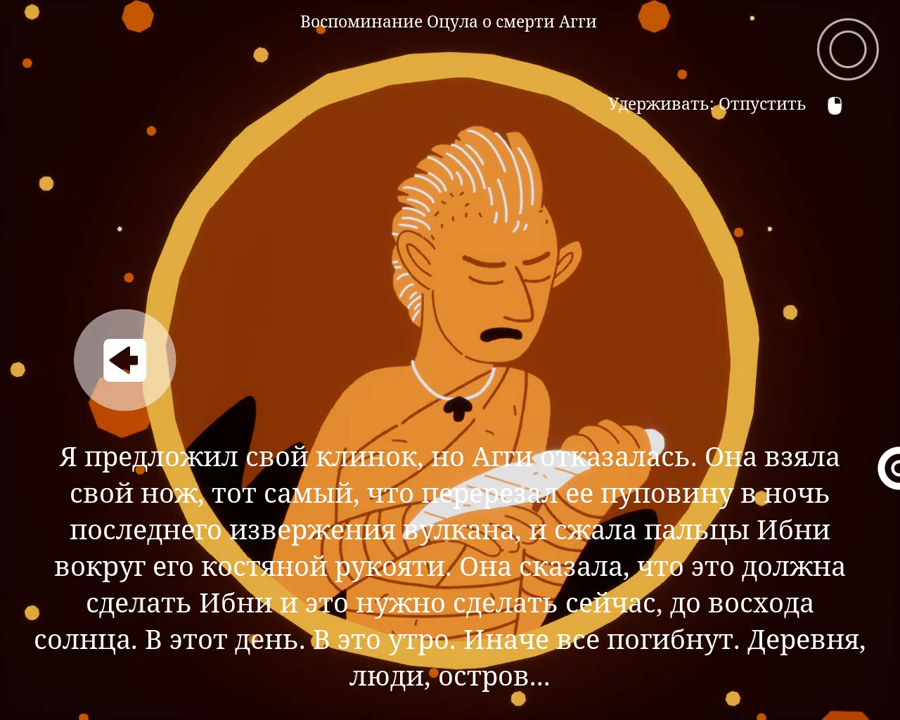 Воспоминание Оцула о смерти Агги
Удерживать: Отпустить
Я предложил свой клинок, но Агги отказалась. Она взяла
свой нож, тот самый, что перерезал ее пуповину в ночь
последнего извержения вулкана, и сжала пальцы Ибни
вокруг его костяной рукояти. Она сказала, что это должна
сделать Ибни и это нужно сделать сейчас, до восхода
солнца. В этот день. В это утро. Иначе все погибнут. Деревня,
люди, остров...